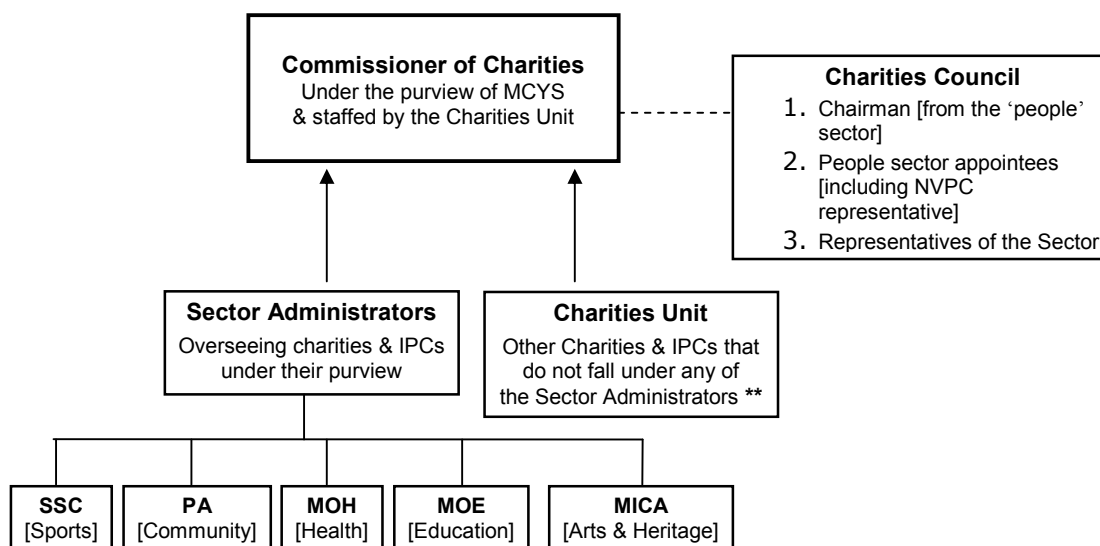 Commissioner of Charities
Under the purview of MCYS
& staffed by the Charities Unit
Charities Council
1. Chairman [from the ‘people’
sector]
2. People sector appointees
[including NVPC
representative]
3. Representatives of the Sector
Sector Administrators
Overseeing charities & IPCs
under their purview
Charities Unit
Other Charities & IPCs that
do not fall under any of
the Sector Administrators **
SSC
[Sports]
PA
[Community]
MOH
[Health]
MOE
[Education]
MICA
[Arts & Heritage]